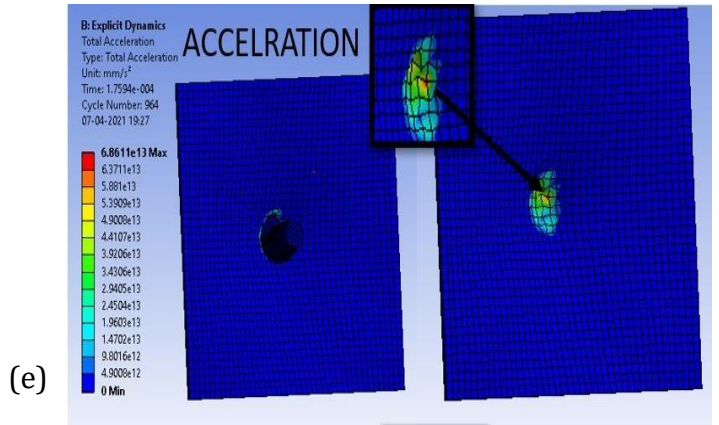 B: Explicit Dynamics
Total Acceleration
Type: Total Acceleration
Unit: mm/s²
Time: 1.7594e-004
Cycle Number: 964
07-04-2021 19:27
ACCELRATION
6.8611e13 Max
6.3711e13
5.881e13
5.3909e13
4.9008e13
4.4107e13
3.9206e13
3.4306e13
2.9405e13
2.4504e13
1.9603e13
1.4702e13
9.8016e12
4.9008e12
0 Min
(e)